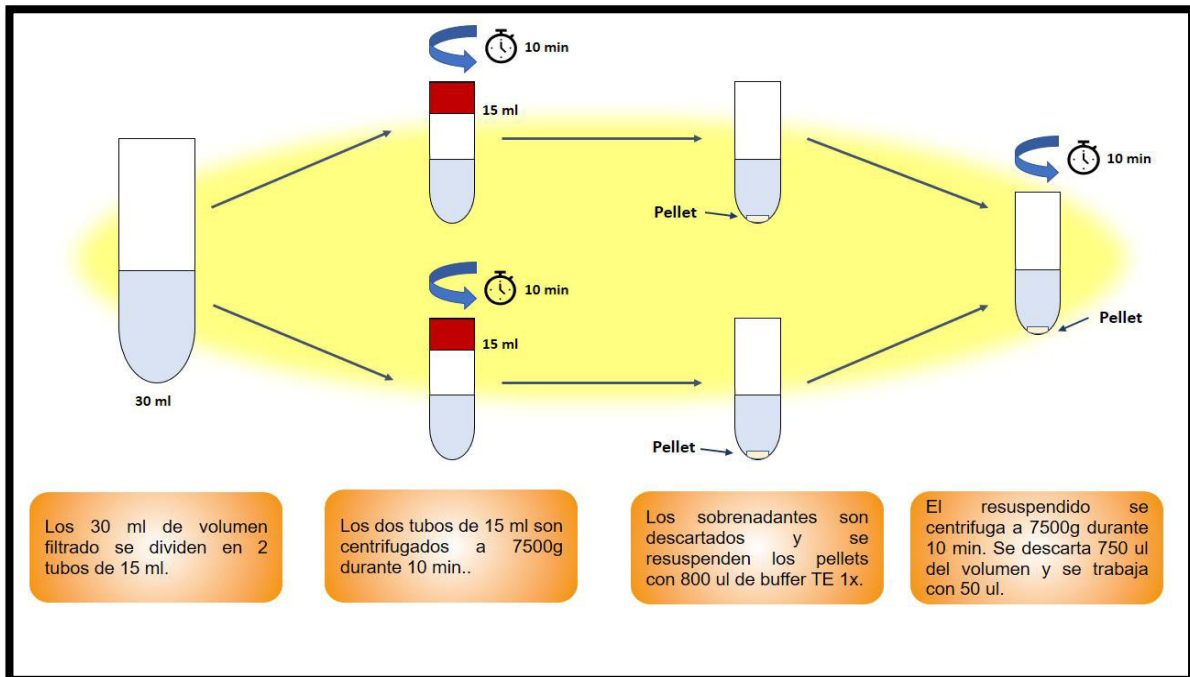 10 min
15 ml
Pellet
10 min
10 min
15 ml
Pellet
Pellet
30 ml
Los 30 ml de volumen
filtrado se dividen en 2
tubos de 15 ml.
Los dos tubos de 15 ml son
centrifugados a 7500g
durante 10 min..
Los sobrenadantes son
descartados y se
resuspenden los pellets
con 800 ul de buffer TE 1x.
El resuspendido se
centrifuga a 7500g durante
10 min. Se descarta 750 ul
del volumen y se trabaja
con 50 ul.